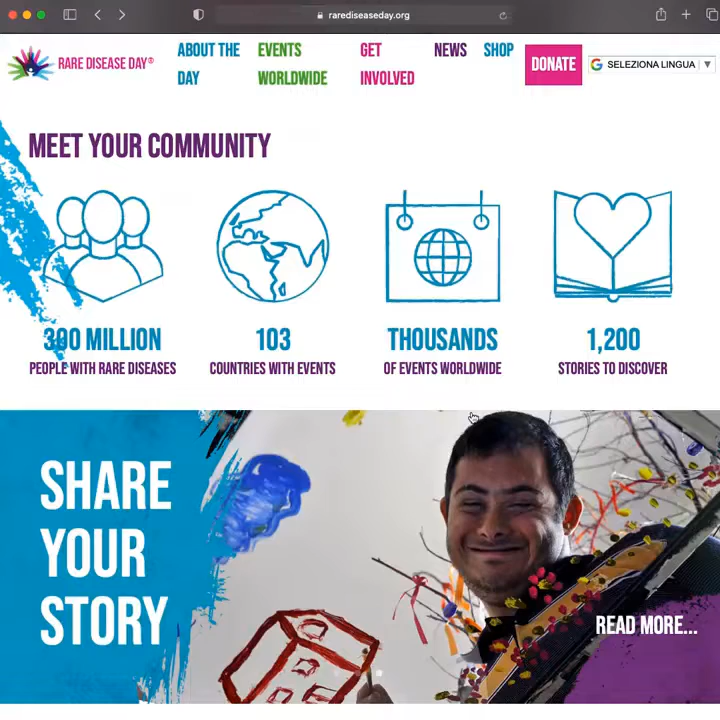 rarediseaseday.org
RARE DISEASE DAY®
ABOUT THE
DAY
EVENTS
WORLDWIDE
GET
INVOLVED
NEWS
SHOP
DONATE
SELEZIONA LINGUA
MEET YOUR COMMUNITY
300 MILLION
PEOPLE WITH RARE DISEASES
103
COUNTRIES WITH EVENTS
THOUSANDS
OF EVENTS WORLDWIDE
1,200
STORIES TO DISCOVER
SHARE
YOUR
STORY
READ MORE...